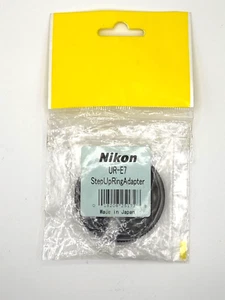 Nikon
UR-E7
StepUpRingAdapter
Made in Japan